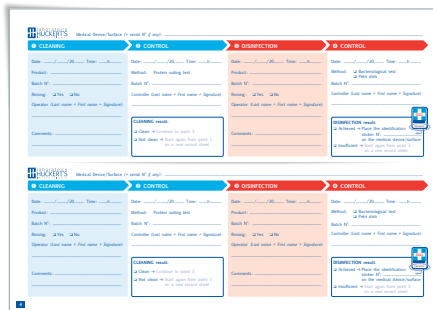 LABORATOIRE
HUCKERT'S Medical Device/Surface (+ serial N° if any):
1 CLEANING
Date: ....../....../20...... Time: ......h......
Product:
Batch N°:
Rinsing: ❑ Yes ❑ No
Operator (Last name + First name + Signature):
Comments:
2 CONTROL
Date: ....../....../20...... Time: ......h......
Method: Protein soiling test
Batch N°:
Controller (Last name + First name + Signature):
CLEANING result:
❑ Clean → Continue to point 3
❑ Not clean → Start again from point 1
on a new record sheet
3 DISINFECTION
Date: ....../....../20...... Time: ......h......
Product:
Batch N°:
Rinsing: ❑ Yes ❑ No
Operator (Last name + First name + Signature):
Comments:
CONTROL
Date: ....../....../20...... Time: ......h......
Method: ❑ Bacteriological test
❑ Petri dish
Batch N°:
Controller (Last name + First name + Signature):
DISINFECTION result:
❑ Achieved → Place the identification
sticker N°:
on the medical device/surface
❑ Insufficient → Start again from point 3
on a new record sheet
LABORATOIRE
HUCKERT'S Medical Device/Surface (+ serial N° if any):
1 CLEANING
Date: ....../....../20...... Time: ......h......
Product:
Batch N°:
Rinsing: ❑ Yes ❑ No
Operator (Last name + First name + Signature):
Comments:
2 CONTROL
Date: ....../....../20...... Time: ......h......
Method: Protein soiling test
Batch N°:
Controller (Last name + First name + Signature):
CLEANING result:
❑ Clean → Continue to point 3
❑ Not clean → Start again from point 1
on a new record sheet
3 DISINFECTION
Date: ....../....../20...... Time: ......h......
Product:
Batch N°:
Rinsing: ❑ Yes ❑ No
Operator (Last name + First name + Signature):
Comments:
CONTROL
Date: ....../....../20...... Time: ......h......
Method: ❑ Bacteriological test
❑ Petri dish
Batch N°:
Controller (Last name + First name + Signature):
DISINFECTION result:
❑ Achieved → Place the identification
sticker N°:
on the medical device/surface
❑ Insufficient → Start again from point 3
on a new record sheet